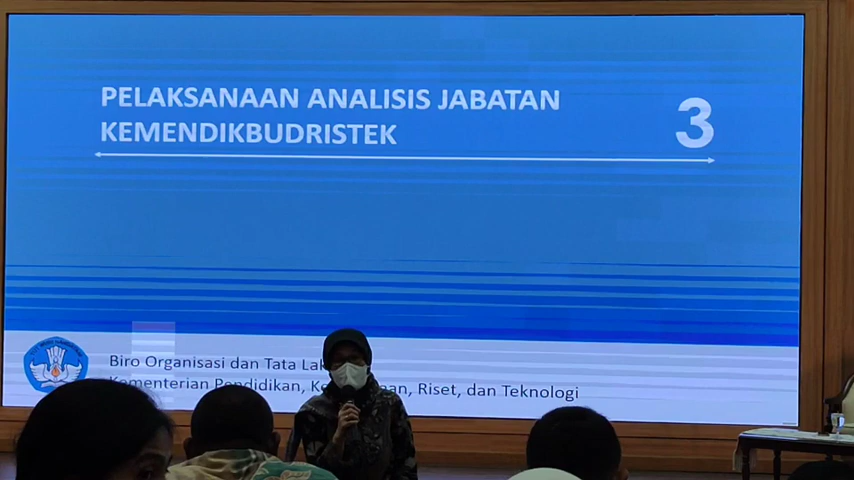 PELAKSANAAN ANALISIS JABATAN
KEMENDIKBUDRISTEK
3
Biro Organisasi dan Tata
Kementerian Pendidikan, Riset, dan Teknologi